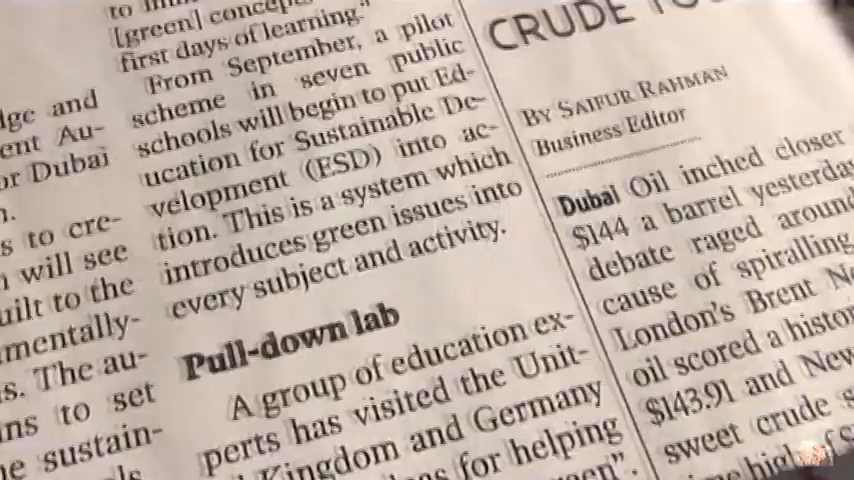 dge and
ent Au-
or Dubai
s to cre-
will see
uilt to the
mentally-
s. The au-
ns to set
e sustain-
[green] concep
first days of learning."
From September, a pilot
scheme in seven public
schools will begin to put Ed-
ucation for Sustainable De-
velopment (ESD) into ac-
tion. This is a system which
introduces green issues into
every subject and activity.
Pull-down lab
A group of education ex-
perts has visited the Unit-
Kingdom and Germany
for helping
CRUDE
BY SAIFUR RAHMAN
Business Editor
Dubai Oil inched closer
$144 a barrel yesterday
debate raged around
cause of spiralling
London's Brent
oil scored a histor
$143.91 and New
sweet crude
high of